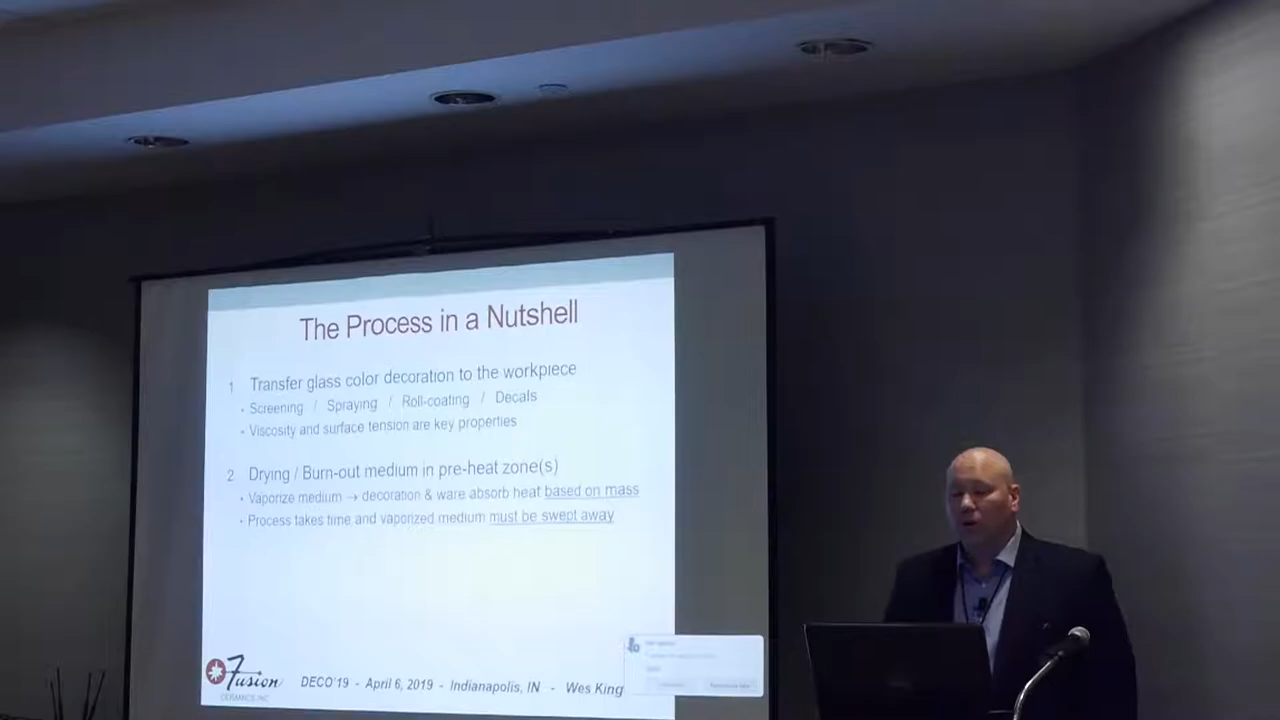 The Process in a Nutshell
1 Transfer glass color decoration to the workpiece
• Screening / Spraying / Roll-coating / Decals
• Viscosity and surface tension are key properties
2 Drying / Burn-out medium in pre-heat zone(s)
• Vaporize medium → decoration & ware absorb heat based on mass
• Process takes time and vaporized medium must be swept away
Fusion
CERAMICS INC
DECO'19 - April 6, 2019 - Indianapolis, IN - Wes King